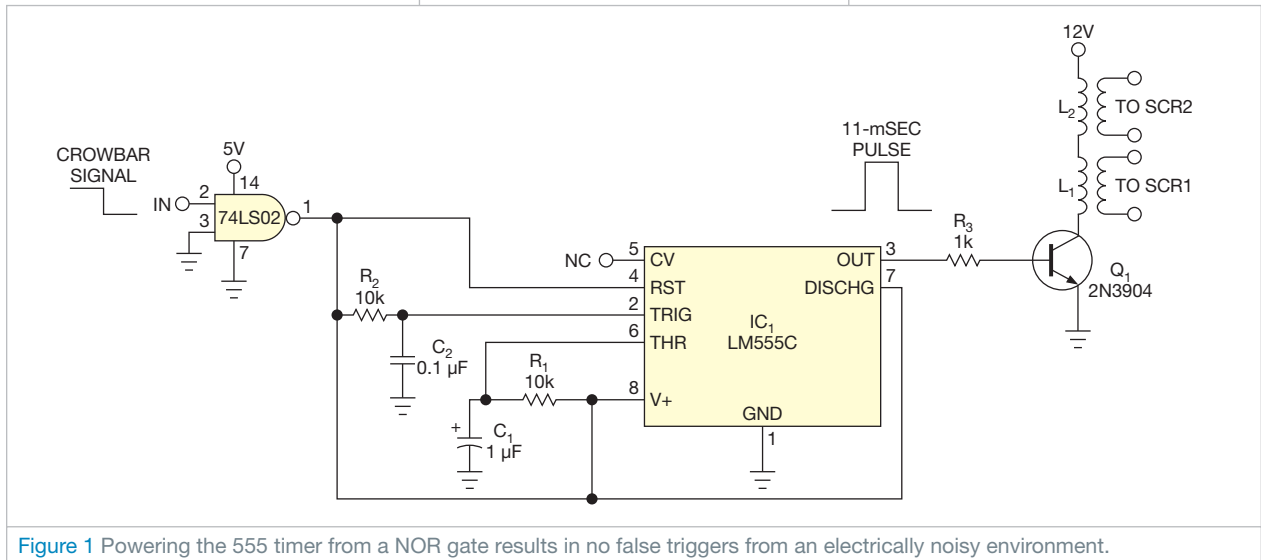 12V
L2
TO SCR2
11-mSEC
PULSE
CROWBAR
SIGNAL
5V
14
L1
TO SCR1
IN
2
3
74LS02
1
7
R3
1k
NC
5
CV
OUT
3
4
RST
DISCHG
7
Q1
2N3904
R2
10k
2
TRIG
IC1
LM555C
6
THR
C2
0.1 µF
R1
10k
8
V+
GND
1
+
C1
1 µF
Figure 1 Powering the 555 timer from a NOR gate results in no false triggers from an electrically noisy environment.